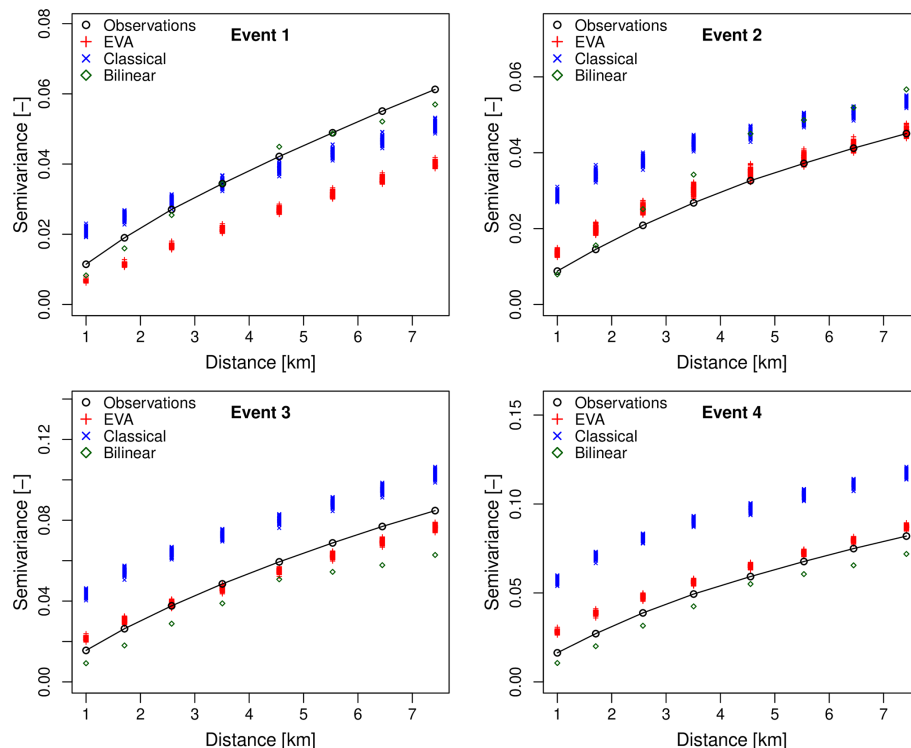 Event 1
Observations
EVA
Classical
Bilinear
Semivariance [−]
0.00
0.02
0.04
0.06
0.08
1 2 3 4 5 6 7
Distance [km]
Event 2
Observations
EVA
Classical
Bilinear
Semivariance [−]
0.00
0.02
0.04
0.06
1 2 3 4 5 6 7
Distance [km]
Event 3
Observations
EVA
Classical
Bilinear
Semivariance [−]
0.00
0.04
0.08
0.12
1 2 3 4 5 6 7
Distance [km]
Event 4
Observations
EVA
Classical
Bilinear
Semivariance [−]
0.00
0.05
0.10
0.15
1 2 3 4 5 6 7
Distance [km]